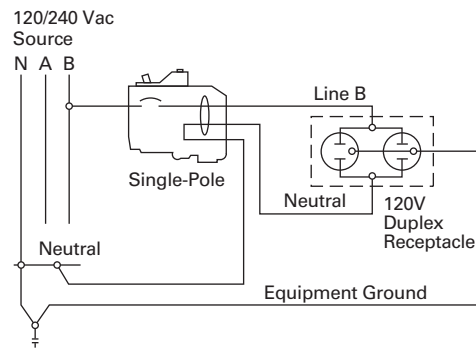 120/240 Vac
Source
N A B
Line B
Single-Pole
Neutral
120V
Duplex
Receptacle
Neutral
Equipment Ground